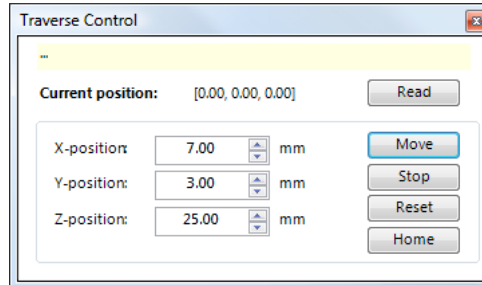 Traverse Control
...
Current position: [0.00, 0.00, 0.00] Read
X-position: 7.00 mm Move
Y-position: 3.00 mm Stop
Z-position: 25.00 mm Reset
Home